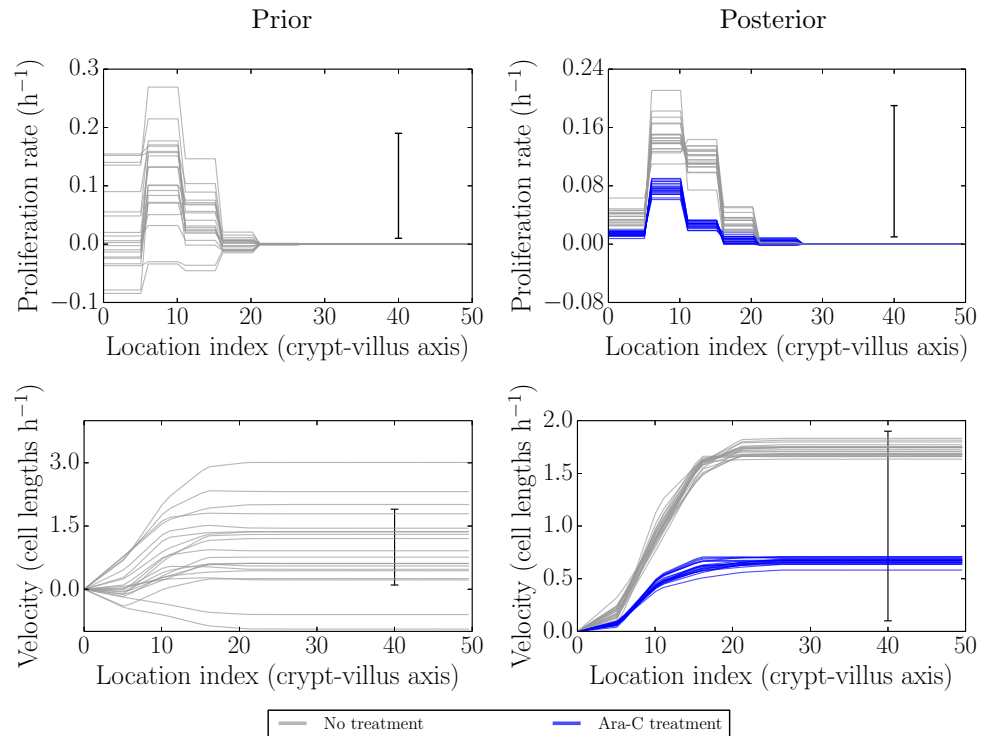 Prior
Posterior
Proliferation rate (h⁻¹)
0.3
0.2
0.1
0.0
−0.1
0 10 20 30 40 50
Location index (crypt-villus axis)
Proliferation rate (h⁻¹)
0.24
0.16
0.08
0.00
−0.08
0 10 20 30 40 50
Location index (crypt-villus axis)
Velocity (cell lengths h⁻¹)
3.0
1.5
0.0
0 10 20 30 40 50
Location index (crypt-villus axis)
Velocity (cell lengths h⁻¹)
2.0
1.5
1.0
0.5
0.0
0 10 20 30 40 50
Location index (crypt-villus axis)
No treatment
Ara-C treatment